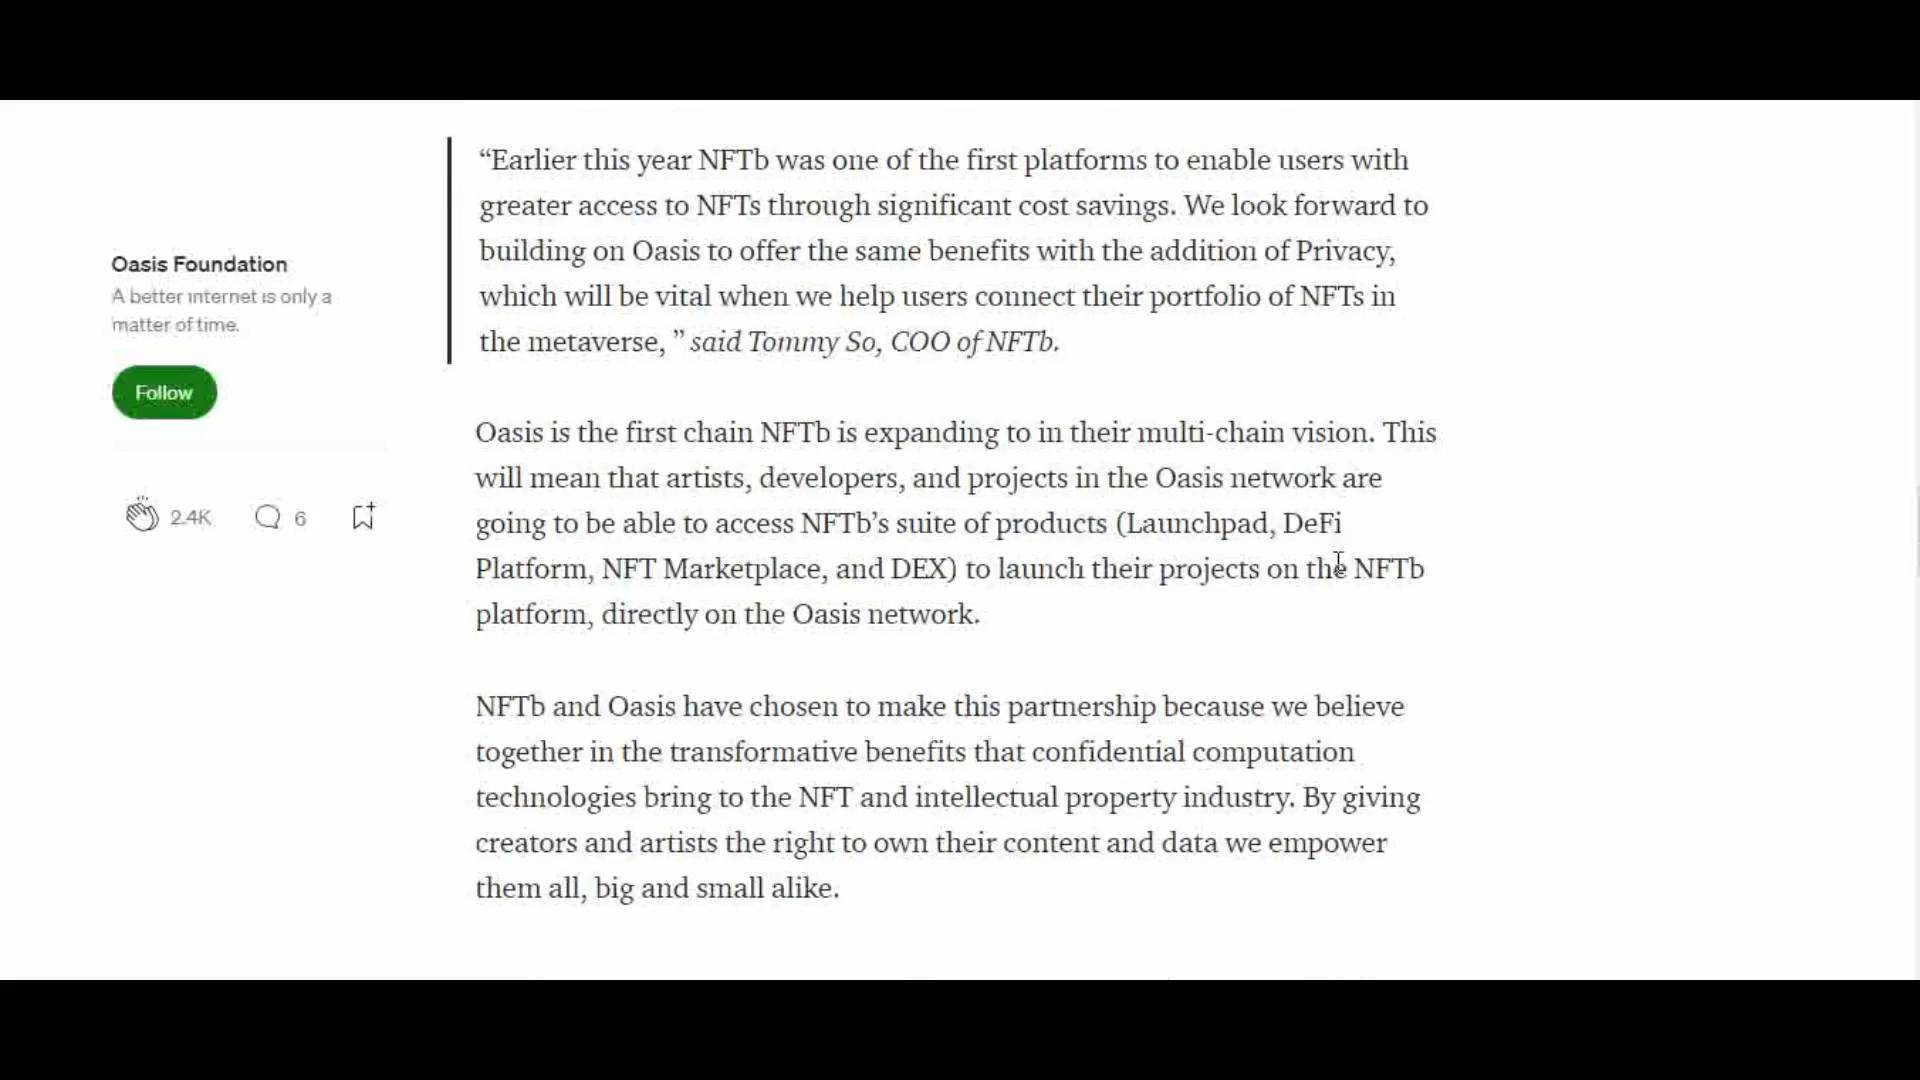 Oasis Foundation
A better internet is only a
matter of time.
Follow
2.4K
6
“Earlier this year NFTb was one of the first platforms to enable users with
greater access to NFTs through significant cost savings. We look forward to
building on Oasis to offer the same benefits with the addition of Privacy,
which will be vital when we help users connect their portfolio of NFTs in
the metaverse, ” said Tommy So, COO of NFTb.
Oasis is the first chain NFTb is expanding to in their multi-chain vision. This
will mean that artists, developers, and projects in the Oasis network are
going to be able to access NFTb’s suite of products (Launchpad, DeFi
Platform, NFT Marketplace, and DEX) to launch their projects on the NFTb
platform, directly on the Oasis network.
NFTb and Oasis have chosen to make this partnership because we believe
together in the transformative benefits that confidential computation
technologies bring to the NFT and intellectual property industry. By giving
creators and artists the right to own their content and data we empower
them all, big and small alike.